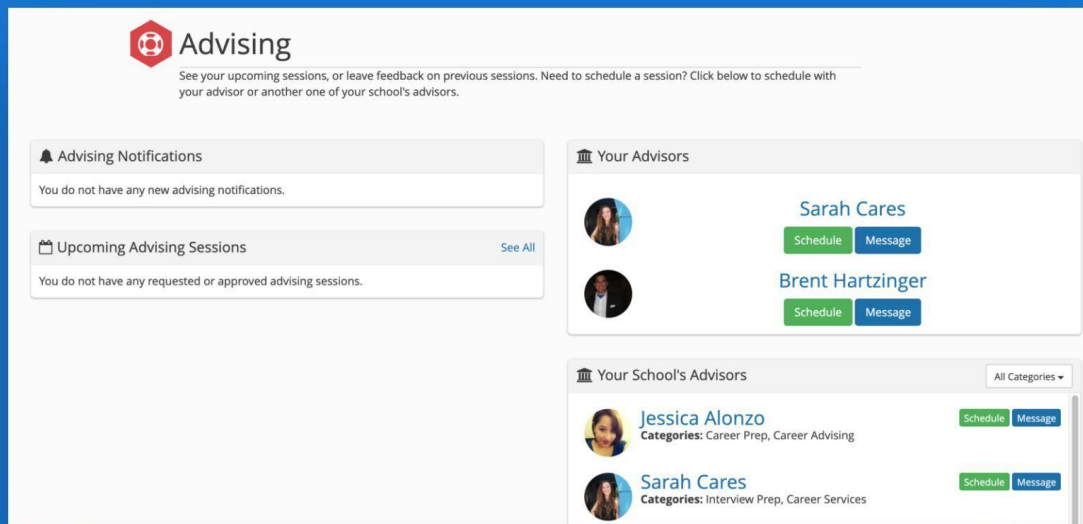 Advising
See your upcoming sessions, or leave feedback on previous sessions. Need to schedule a session? Click below to schedule with
your advisor or another one of your school's advisors.
Advising Notifications
You do not have any new advising notifications.
Upcoming Advising Sessions See All
You do not have any requested or approved advising sessions.
Your Advisors
Sarah Cares
Schedule Message
Brent Hartzinger
Schedule Message
Your School's Advisors All Categories
Jessica Alonzo Schedule Message
Categories: Career Prep, Career Advising
Sarah Cares Schedule Message
Categories: Interview Prep, Career Services